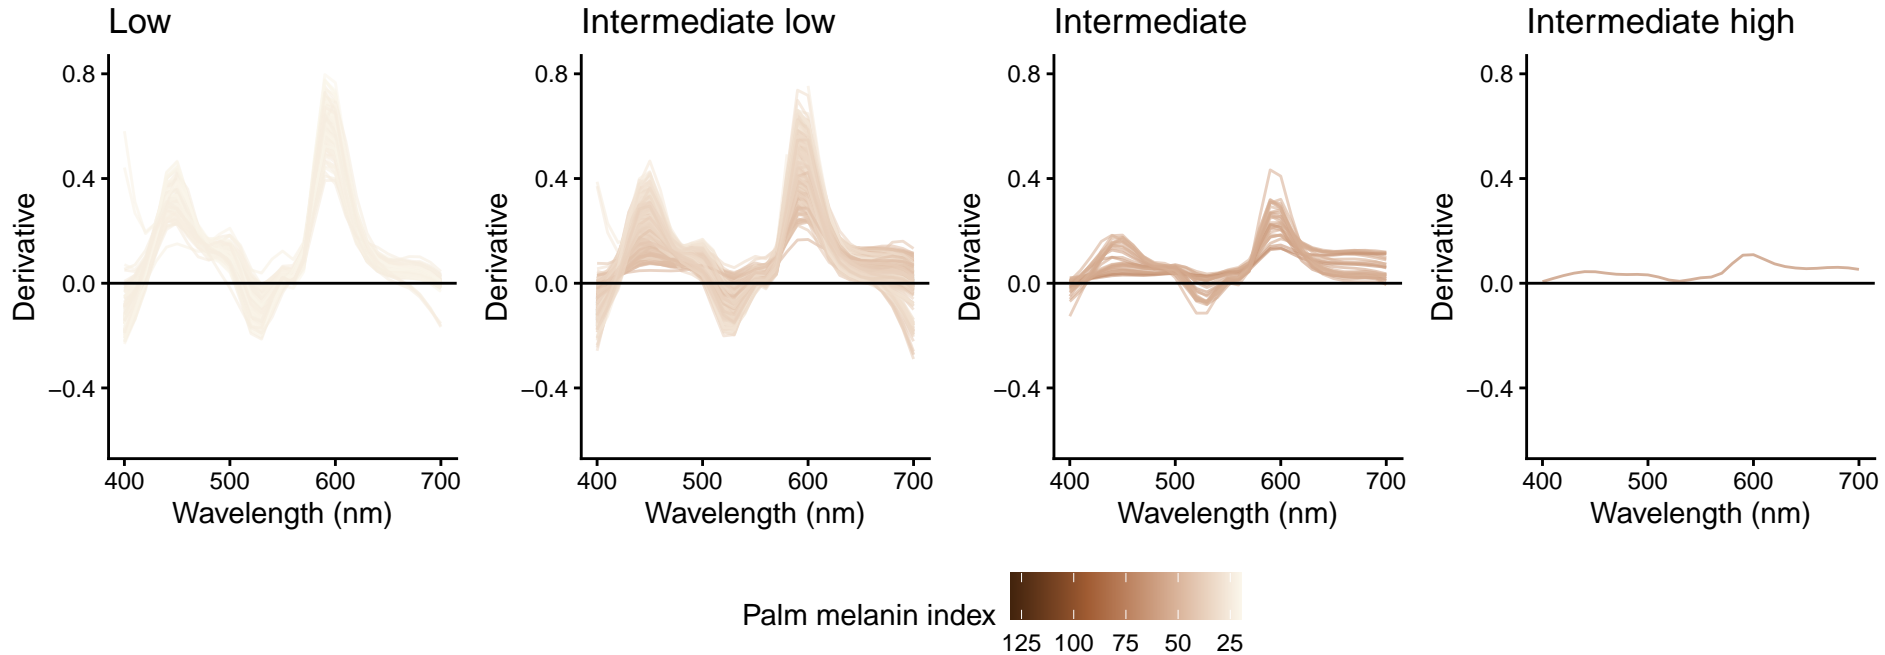 Low
Intermediate low
Intermediate
Intermediate high
0.8
0.4
0.0
−0.4
Derivative
400 500 600 700
Wavelength (nm)
0.8
0.4
0.0
−0.4
Derivative
400 500 600 700
Wavelength (nm)
0.8
0.4
0.0
−0.4
Derivative
400 500 600 700
Wavelength (nm)
0.8
0.4
0.0
−0.4
Derivative
400 500 600 700
Wavelength (nm)
Palm melanin index
125 100 75 50 25